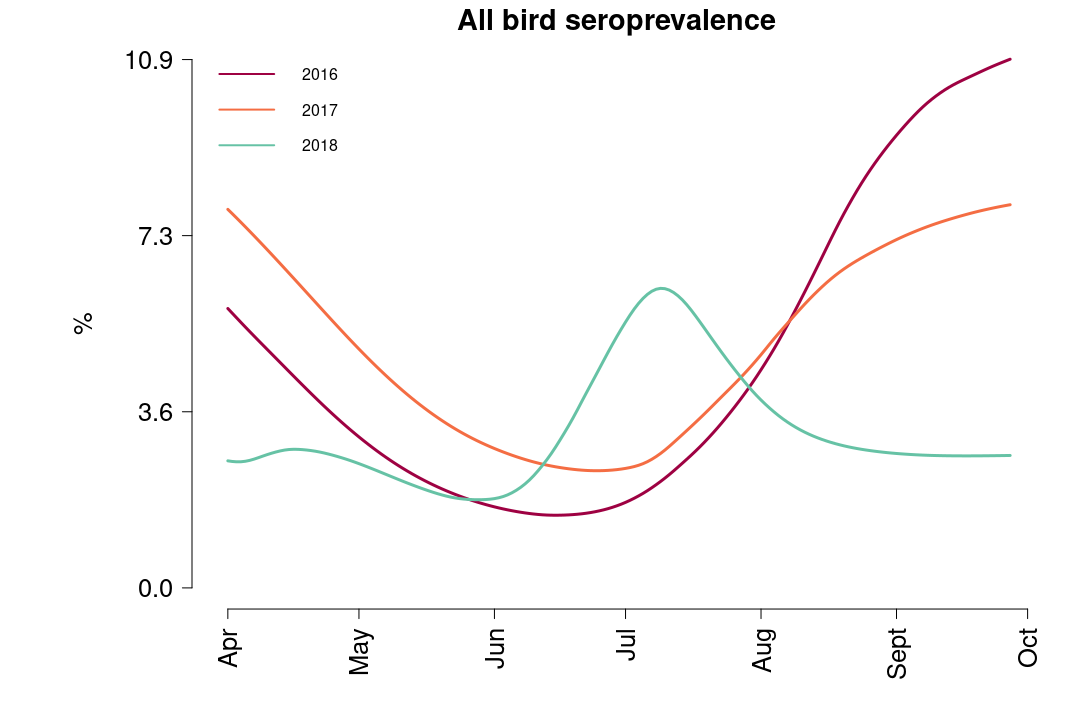 All bird seroprevalence
10.9
7.3
3.6
0.0
%
2016
2017
2018
Apr
May
Jun
Jul
Aug
Sept
Oct